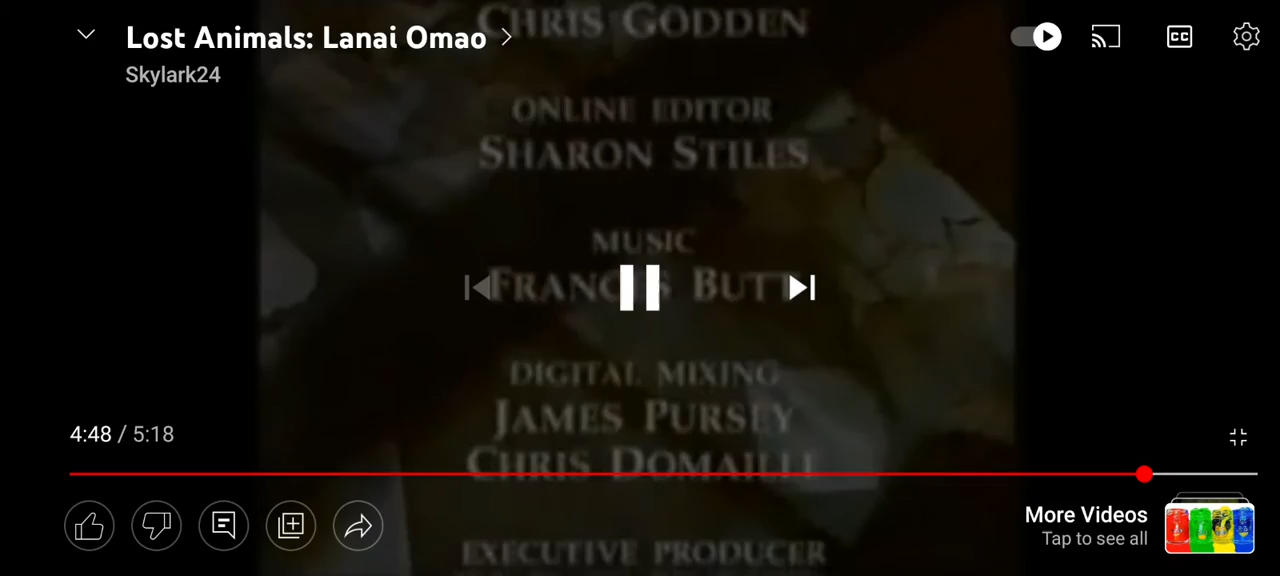 CHRIS GODDEN
Lost Animals: Lanai Omao
Skylark24
ONLINE EDITOR
SHARON STILES
MUSIC
DIGITAL MIXING
JAMES PURSEY
4:48 / 5:18
CHRIS
EXECUTIVE PRODUCER
More Videos
Tap to see all